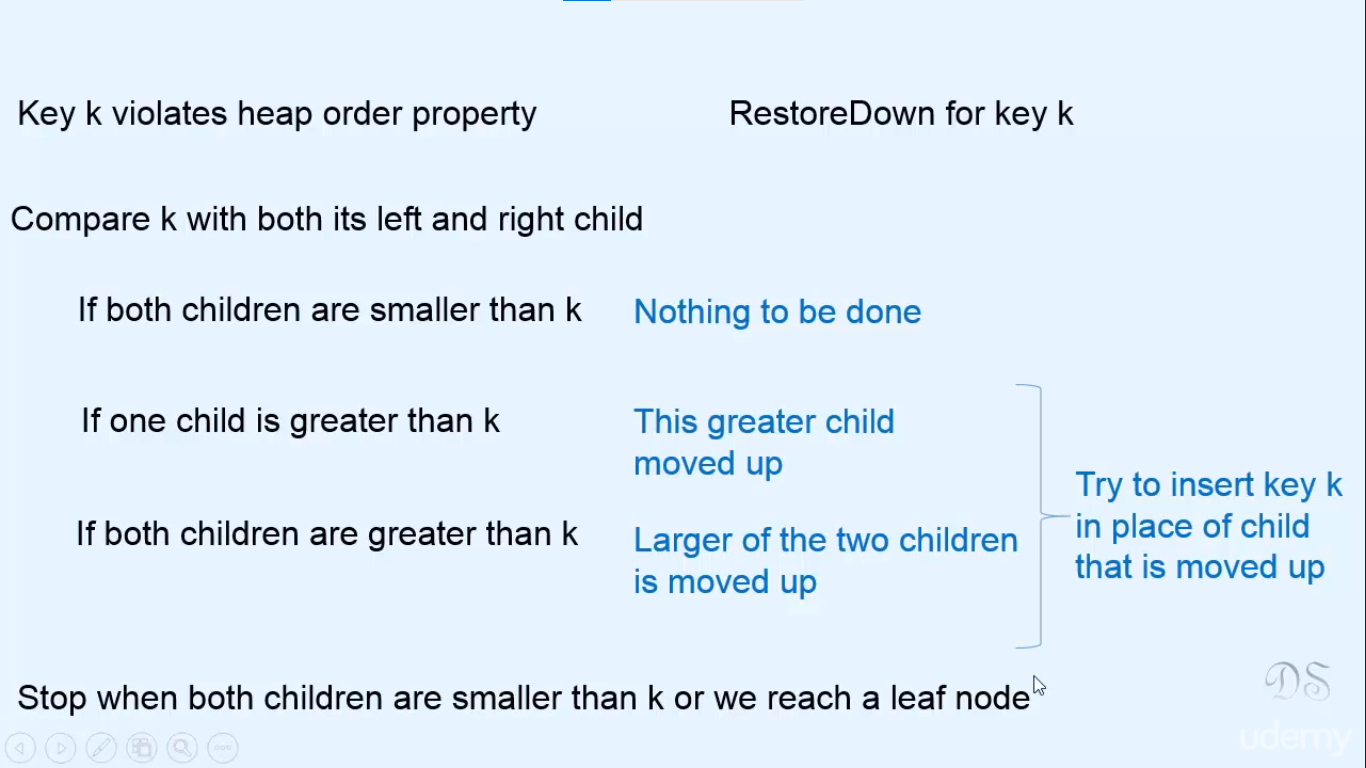 Key k violates heap order property
RestoreDown for key k
Compare k with both its left and right child
If both children are smaller than k
Nothing to be done
If one child is greater than k
This greater child
moved up
If both children are greater than k
Larger of the two children
is moved up
Try to insert key k
in place of child
that is moved up
Stop when both children are smaller than k or we reach a leaf node
DS
udemy